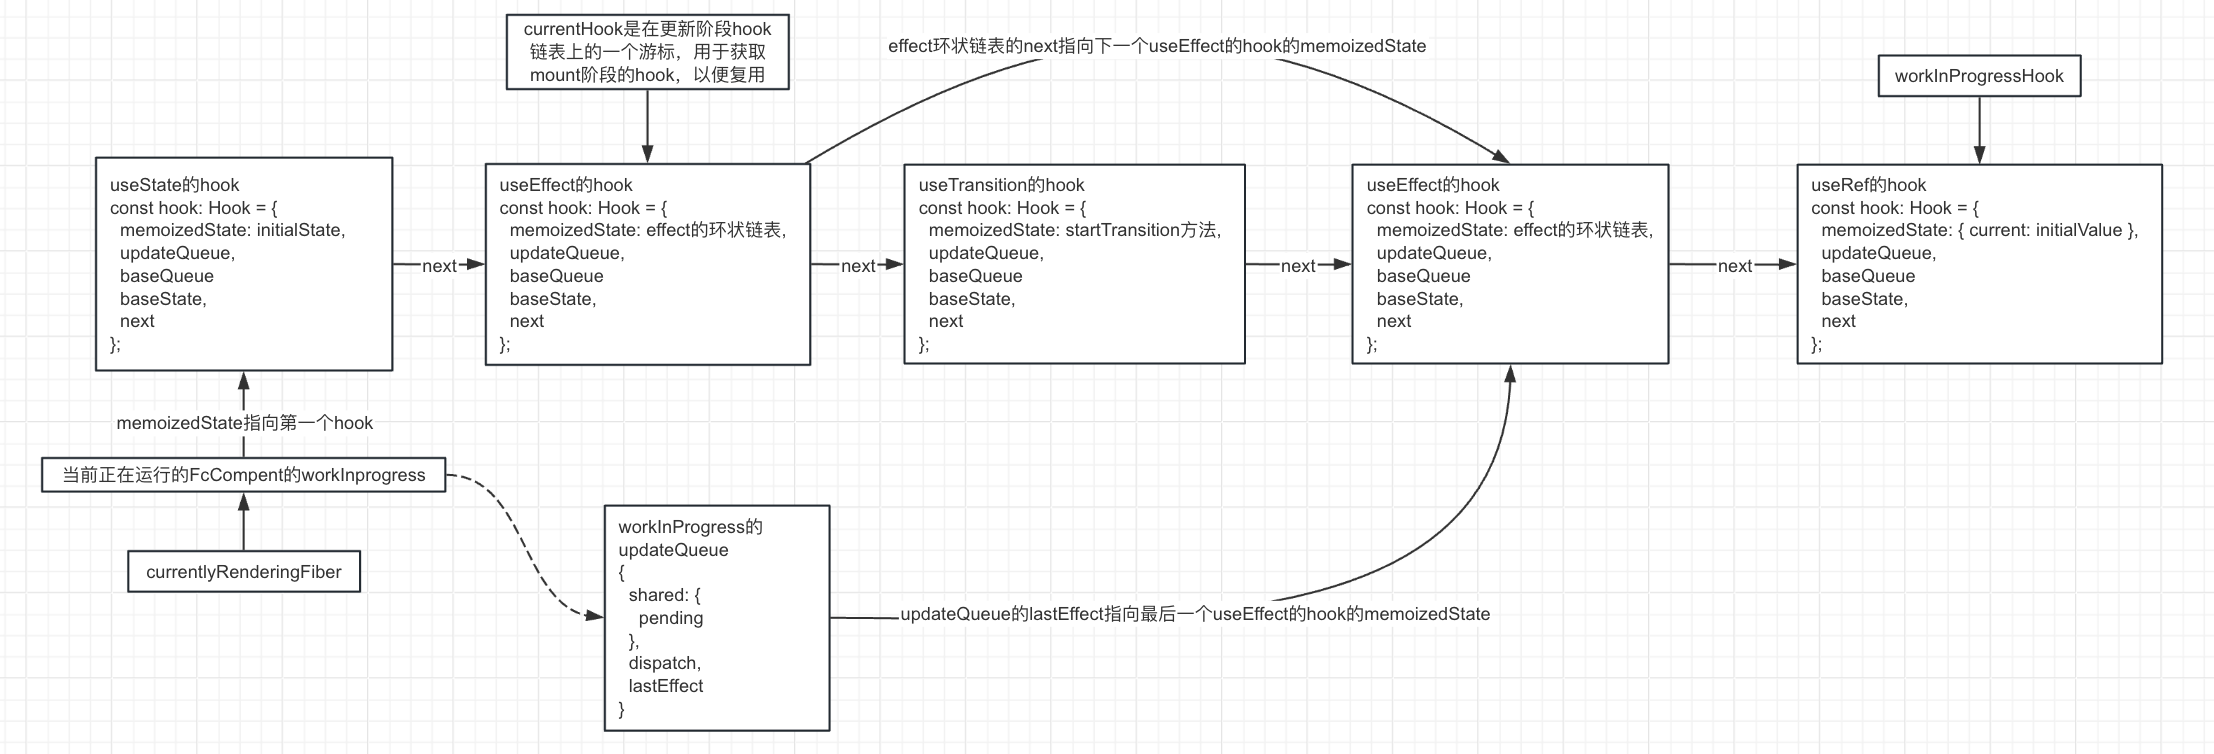 currentHook是在更新阶段hook
链表上的一个游标，用于获取
mount阶段的hook，以便复用
effect环状链表的next指向下一个useEffect的hook的memoizedState
workInProgressHook
useState的hook
const hook: Hook = {
memoizedState: initialState,
updateQueue,
baseQueue
baseState,
next
};
next
useEffect的hook
const hook: Hook = {
memoizedState: effect的环状链表,
updateQueue,
baseQueue
baseState,
next
};
next
useTransition的hook
const hook: Hook = {
memoizedState: startTransition方法,
updateQueue,
baseQueue
baseState,
next
};
next
useEffect的hook
const hook: Hook = {
memoizedState: effect的环状链表,
updateQueue,
baseQueue
baseState,
next
};
next
useRef的hook
const hook: Hook = {
memoizedState: { current: initialValue },
updateQueue,
baseQueue
baseState,
next
};
memoizedState指向第一个hook
当前正在运行的FcCompent的workInprogress
currentlyRenderingFiber
workInProgress的
updateQueue
{
shared: {
pending
},
dispatch,
lastEffect
}
updateQueue的lastEffect指向最后一个useEffect的hook的memoizedState